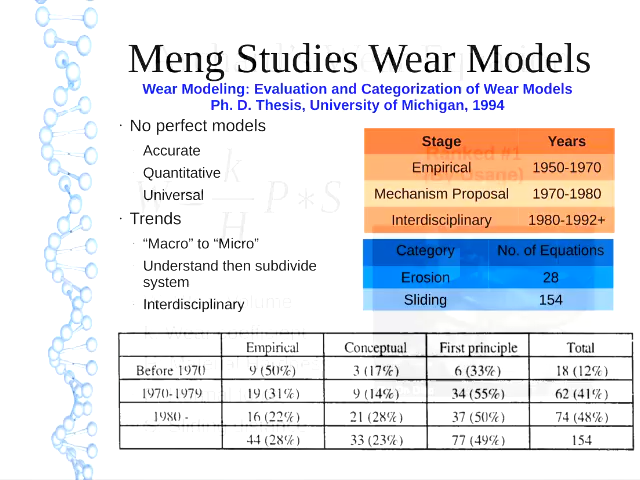 Meng Studies Wear Models
Wear Modeling: Evaluation and Categorization of Wear Models
Ph. D. Thesis, University of Michigan, 1994
· No perfect models
Accurate
Quantitative
Universal
· Trends
“Macro” to “Micro”
Understand then subdivide
system
Interdisciplinary
Stage Years
Empirical 1950-1970
Mechanism Proposal 1970-1980
Interdisciplinary 1980-1992+
Category No. of Equations
Erosion 28
Sliding 154
Ranked #1
k
P*S
H
Empirical Conceptual First principle Total
Before 1970 9 (50%) 3 (17%) 6 (33%) 18 (12%)
1970-1979 19 (31%) 9 (14%) 34 (55%) 62 (41%)
1980 - 16 (22%) 21 (28%) 37 (50%) 74 (48%)
44 (28%) 33 (23%) 77 (49%) 154